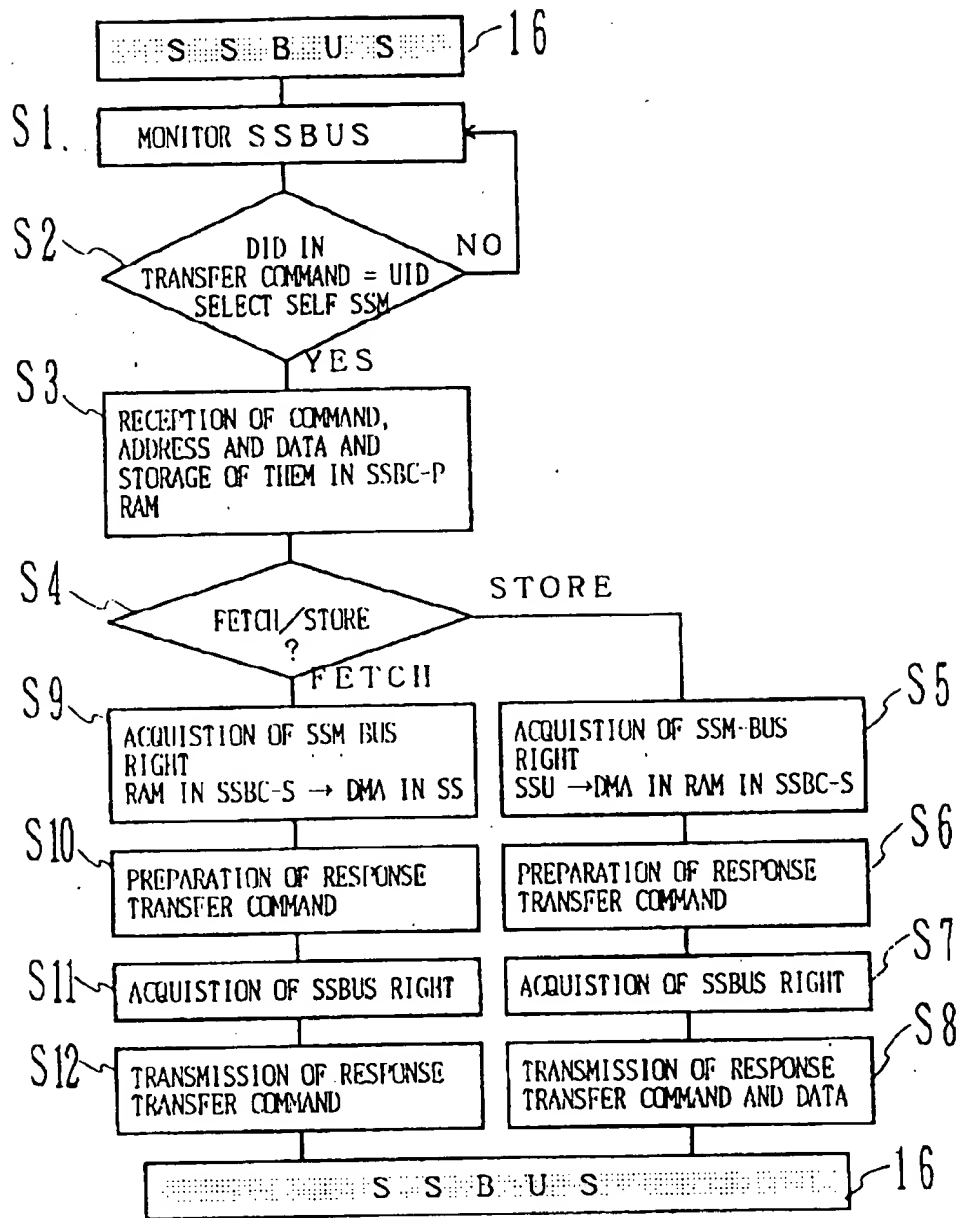 SSBUS
16
S1.
MONITOR SSBUS
S2
DID IN
TRANSFER COMMAND = UID
SELECT SELF SSM
NO
YES
S3
RECEPTION OF COMMAND,
ADDRESS AND DATA AND
STORAGE OF THEM IN SSBC-P
RAM
S4
FETCH/STORE
?
STORE
FETCH
S9
ACQUISTION OF SSM BUS
RIGHT
RAM IN SSBC-S → DMA IN SS
S5
ACQUISTION OF SSM-BUS
RIGHT
SSU →DMA IN RAM IN SSBC-S
S10
PREPARATION OF RESPONSE
TRANSFER COMMAND
S6
PREPARATION OF RESPONSE
TRANSFER COMMAND
S11
ACQUISTION OF SSBUS RIGHT
S7
ACQUISTION OF SSBUS RIGHT
S12
TRANSMISSION OF RESPONSE
TRANSFER COMMAND
S8
TRANSMISSION OF RESPONSE
TRANSFER COMMAND AND DATA
SSBUS
16